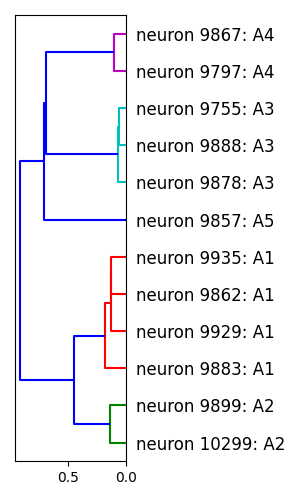 neuron 9867: A4
neuron 9797: A4
neuron 9755: A3
neuron 9888: A3
neuron 9878: A3
neuron 9857: A5
neuron 9935: A1
neuron 9862: A1
neuron 9929: A1
neuron 9883: A1
neuron 9899: A2
neuron 10299: A2
0.5 0.0